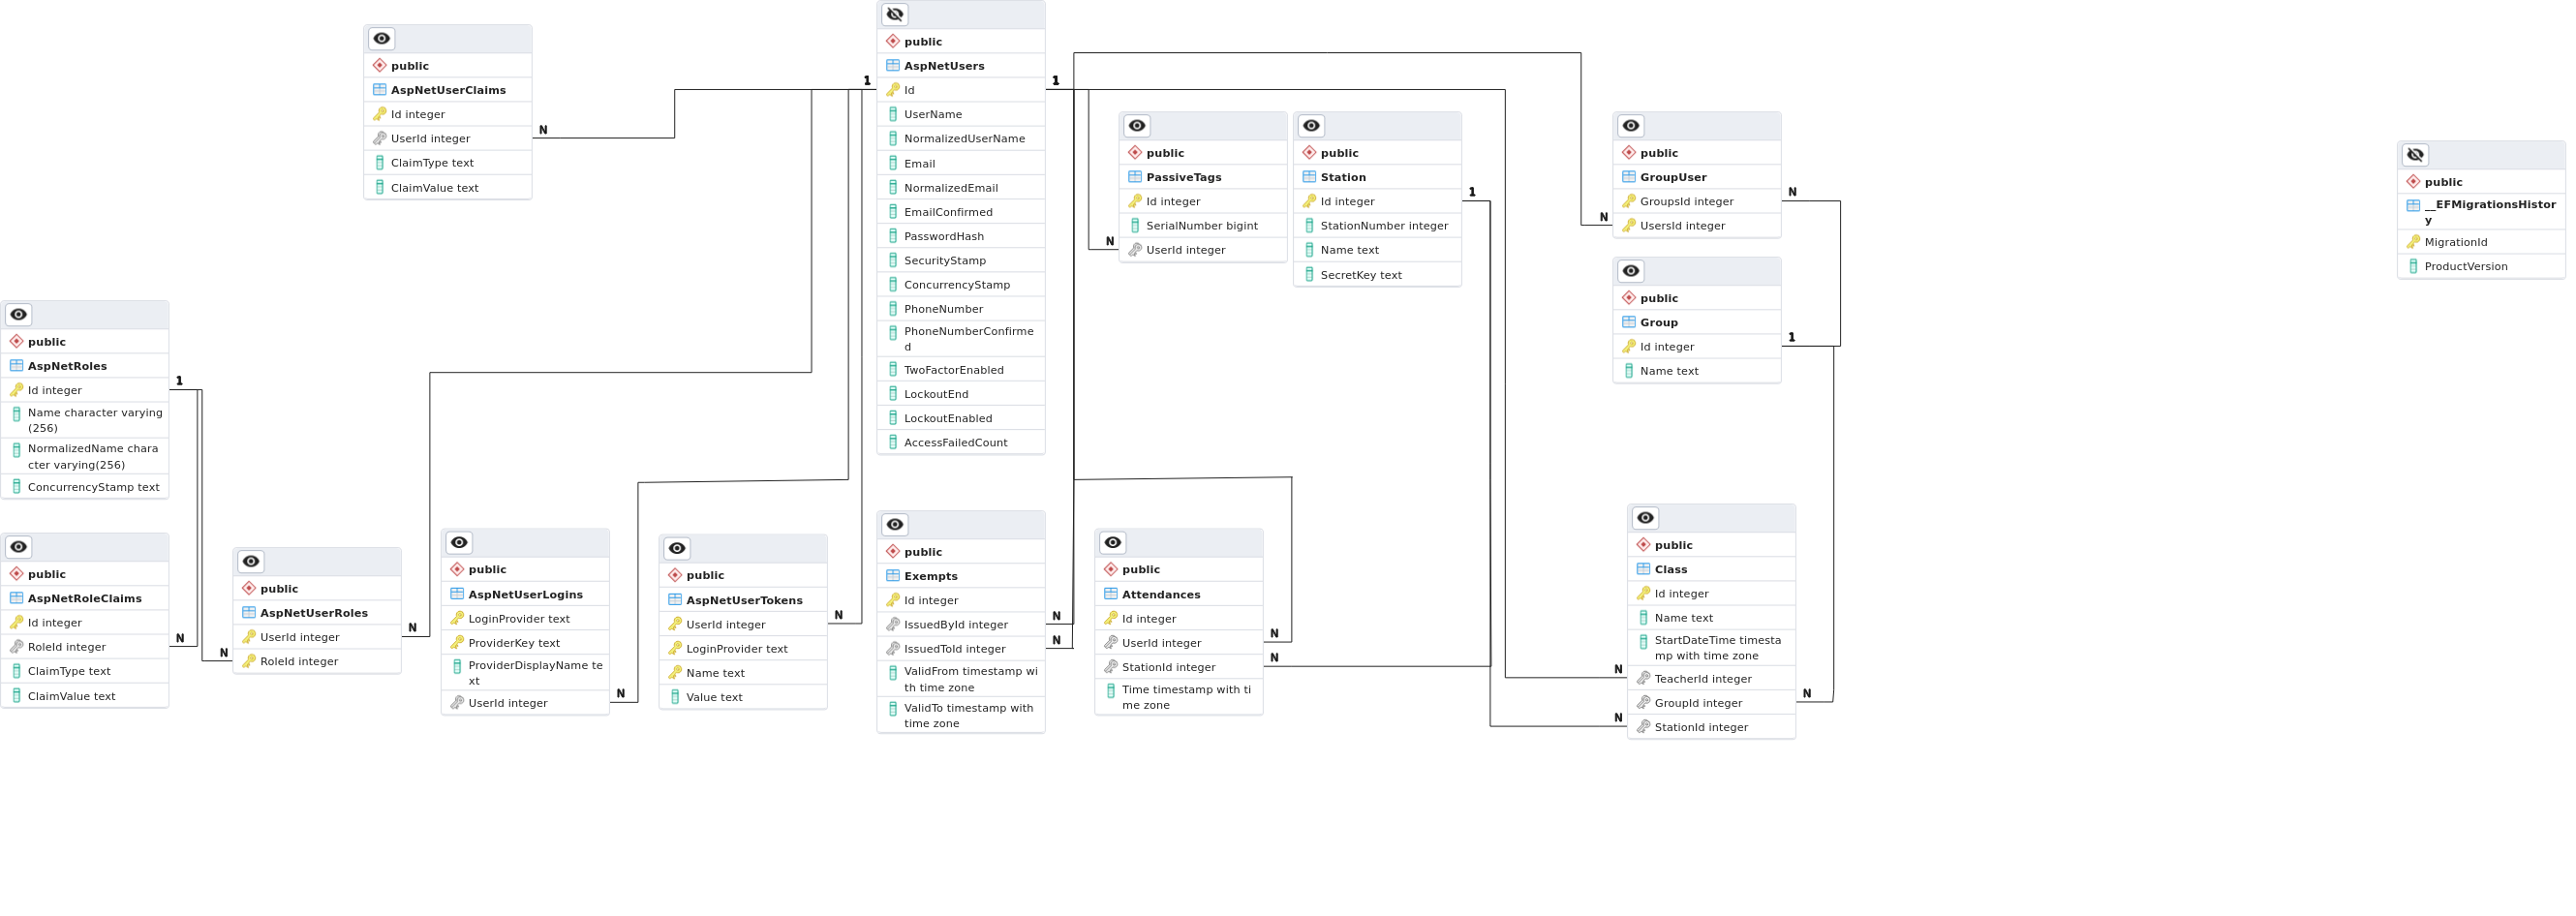 public
AspNetUserClaims
Id integer
UserId integer
ClaimType text
ClaimValue text
N
1
public
AspNetUsers
Id
UserName
NormalizedUserName
Email
NormalizedEmail
EmailConfirmed
PasswordHash
SecurityStamp
ConcurrencyStamp
PhoneNumber
PhoneNumberConfirme
d
TwoFactorEnabled
LockoutEnd
LockoutEnabled
AccessFailedCount
1
N
public
PassiveTags
Id integer
SerialNumber bigint
UserId integer
public
Station
Id integer
StationNumber integer
Name text
SecretKey text
1
N
public
GroupUser
GroupsId integer
UsersId integer
N
public
Group
Id integer
Name text
1
public
__EFMigrationsHistor
y
MigrationId
ProductVersion
public
AspNetRoles
Id integer
Name character varying
(256)
NormalizedName chara
cter varying(256)
ConcurrencyStamp text
1
public
AspNetRoleClaims
Id integer
RoleId integer
ClaimType text
ClaimValue text
N
N
public
AspNetUserRoles
UserId integer
RoleId integer
N
public
AspNetUserLogins
LoginProvider text
ProviderKey text
ProviderDisplayName te
xt
UserId integer
N
public
AspNetUserTokens
UserId integer
LoginProvider text
Name text
Value text
N
public
Exempts
Id integer
IssuedById integer
IssuedToId integer
ValidFrom timestamp wi
th time zone
ValidTo timestamp with
time zone
N
N
public
Attendances
Id integer
UserId integer
StationId integer
Time timestamp with ti
me zone
N
N
N
N
public
Class
Id integer
Name text
StartDateTime timesta
mp with time zone
TeacherId integer
GroupId integer
StationId integer
N